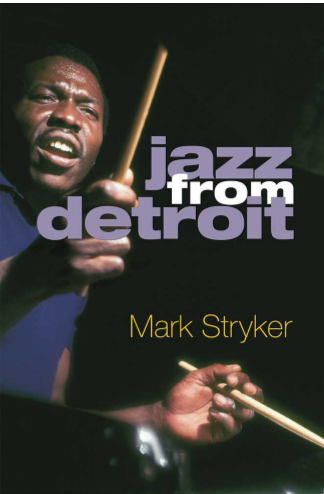 jazz
from
detroit
Mark Stryker